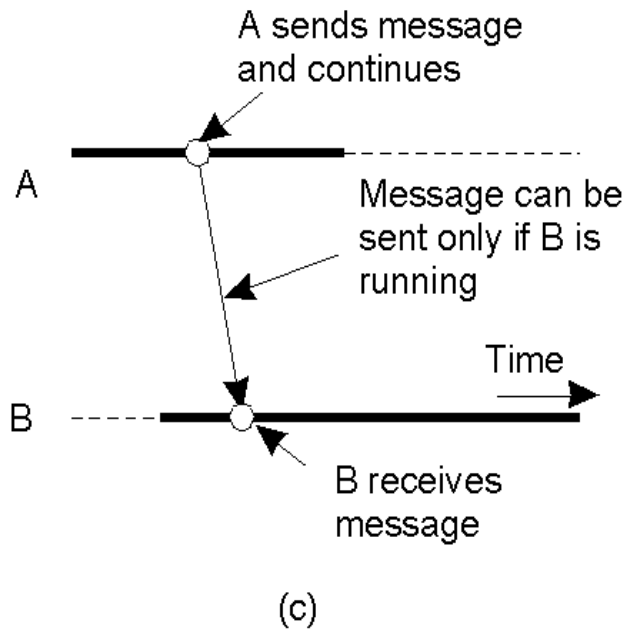 A sends message
and continues
A
Message can be
sent only if B is
running
Time
B
B receives
message
(c)